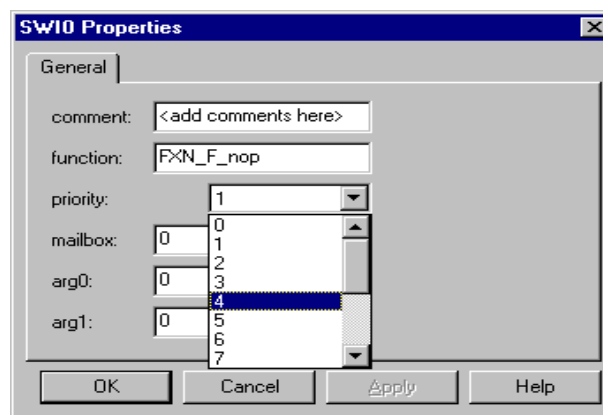 SWI0 Properties
General
comment: <add comments here>
function: FXN_F_nop
priority: 1
0
1
mailbox: 0
2
3
arg0: 0
4
5
arg1: 0
6
7
OK Cancel Apply Help